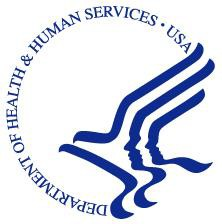 DEPARTMENT OF HEALTH & HUMAN SERVICES • USA